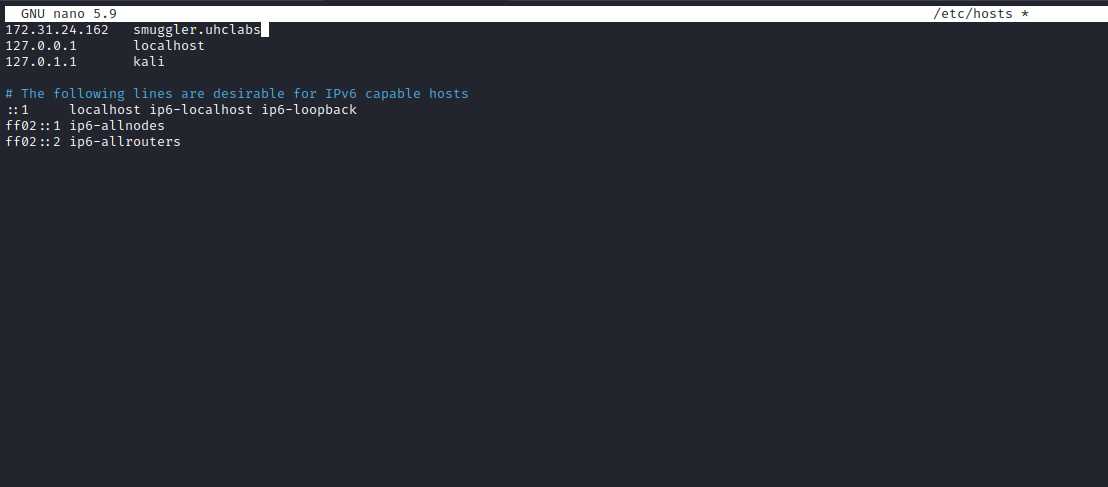 GNU nano 5.9 /etc/hosts *
172.31.24.162 smuggler.uhclabs
127.0.0.1 localhost
127.0.1.1 kali
# The following lines are desirable for IPv6 capable hosts
::1 localhost ip6-localhost ip6-loopback
ff02::1 ip6-allnodes
ff02::2 ip6-allrouters